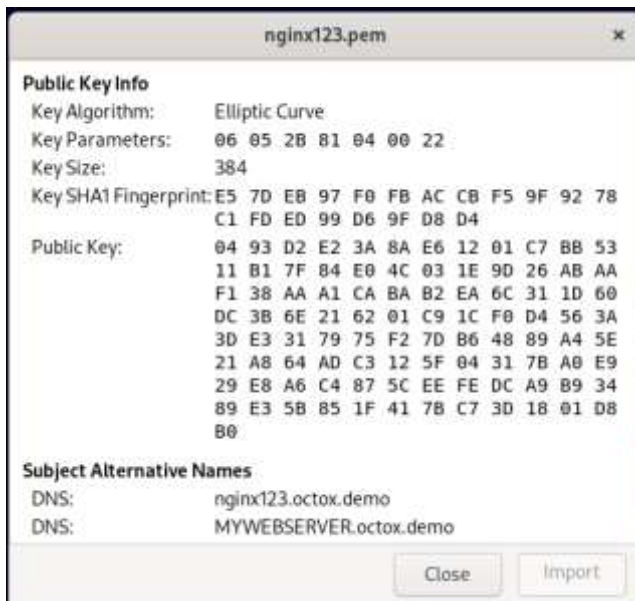 nginx123.pem
Public Key Info
Key Algorithm: Elliptic Curve
Key Parameters: 06 05 2B 81 04 00 22
Key Size: 384
Key SHA1 Fingerprint: E5 7D EB 97 F0 FB AC CB F5 9F 92 78
C1 FD ED 99 D6 9F D8 D4
Public Key: 04 93 D2 E2 3A 8A E6 12 01 C7 BB 53
11 B1 7F 84 E0 4C 03 1E 9D 26 AB AA
F1 38 AA A1 CA BA B2 EA 6C 31 1D 60
DC 3B 6E 21 62 01 C9 1C F0 D4 56 3A
3D E3 31 79 75 F2 7D B6 48 89 A4 5E
21 A8 64 AD C3 12 5F 04 31 7B A0 E9
29 E8 A6 C4 87 5C EE FE DC A9 B9 34
89 E3 5B 85 1F 41 7B C7 3D 18 01 D8
B0
Subject Alternative Names
DNS: nginx123.octox.demo
DNS: MYWEBSERVER.octox.demo
Close Import